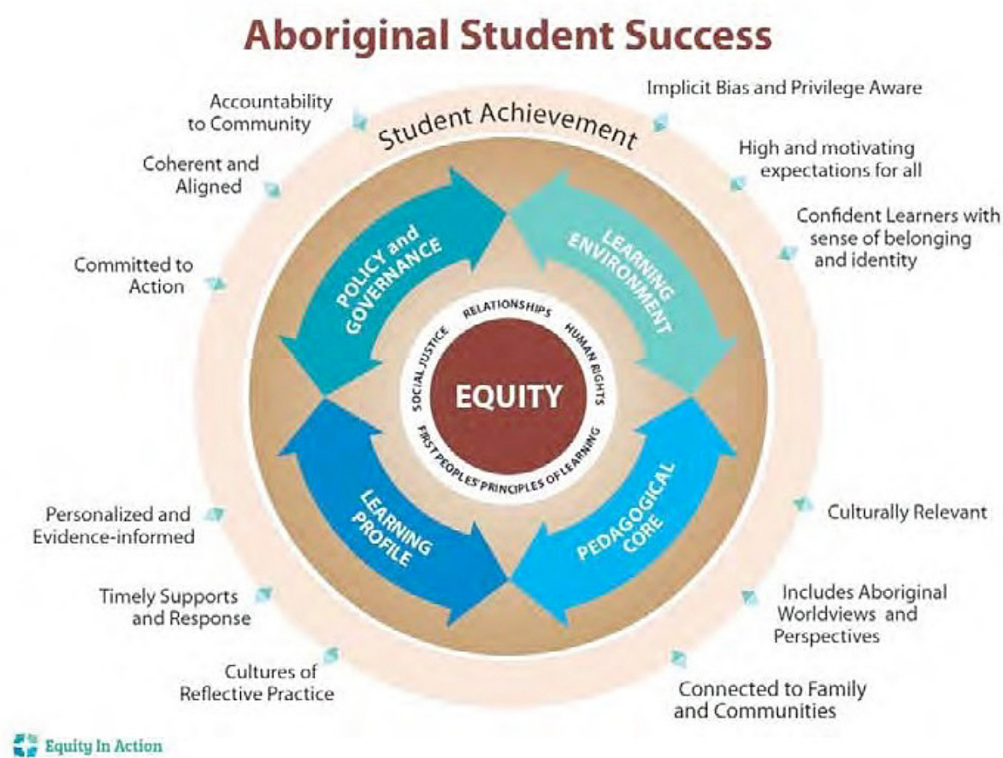 Aboriginal Student Success
Student Achievement
Accountability
to Community
Coherent and
Aligned
Committed to
Action
Implicit Bias and Privilege Aware
High and motivating
expectations for all
Confident Learners with
sense of belonging
and identity
POLICY and
GOVERNANCE
LEARNING
ENVIRONMENT
RELATIONSHIPS
SOCIAL JUSTICE
HUMAN RIGHTS
EQUITY
FIRST PEOPLES' PRINCIPLES OF LEARNING
LEARNING
PROFILE
PEDAGOGICAL
CORE
Personalized and
Evidence-informed
Timely Supports
and Response
Cultures of
Reflective Practice
Culturally Relevant
Includes Aboriginal
Worldviews and
Perspectives
Connected to Family
and Communities
Equity In Action